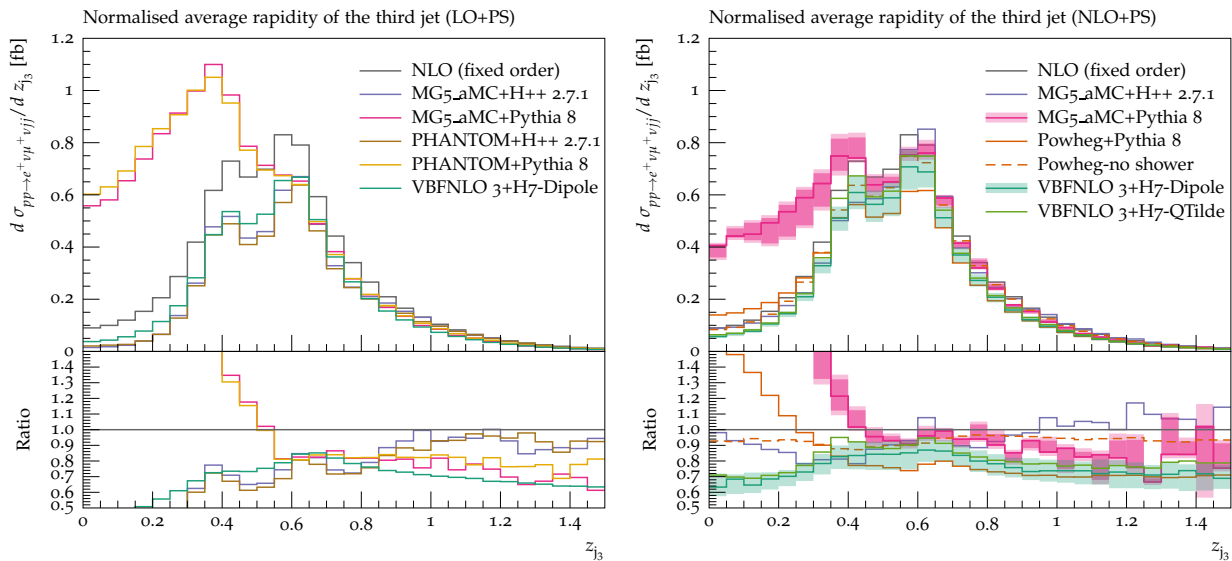 Normalised average rapidity of the third jet (LO+PS)
d σpp→e⁺νμ⁺νjj / d zj₃ [fb]
1.2
1
0.8
0.6
0.4
0.2
0
NLO (fixed order)
MG5_aMC+H++ 2.7.1
MG5_aMC+Pythia 8
PHANTOM+H++ 2.7.1
PHANTOM+Pythia 8
VBFNLO 3+H7-Dipole
Ratio
1.4
1.3
1.2
1.1
1.0
0.9
0.8
0.7
0.6
0.5
0 0.2 0.4 0.6 0.8 1 1.2 1.4
zj₃
Normalised average rapidity of the third jet (NLO+PS)
d σpp→e⁺νμ⁺νjj / d zj₃ [fb]
1.2
1
0.8
0.6
0.4
0.2
0
NLO (fixed order)
MG5_aMC+H++ 2.7.1
MG5_aMC+Pythia 8
Powheg+Pythia 8
Powheg-no shower
VBFNLO 3+H7-Dipole
VBFNLO 3+H7-QTilde
Ratio
1.4
1.3
1.2
1.1
1.0
0.9
0.8
0.7
0.6
0.5
0 0.2 0.4 0.6 0.8 1 1.2 1.4
zj₃